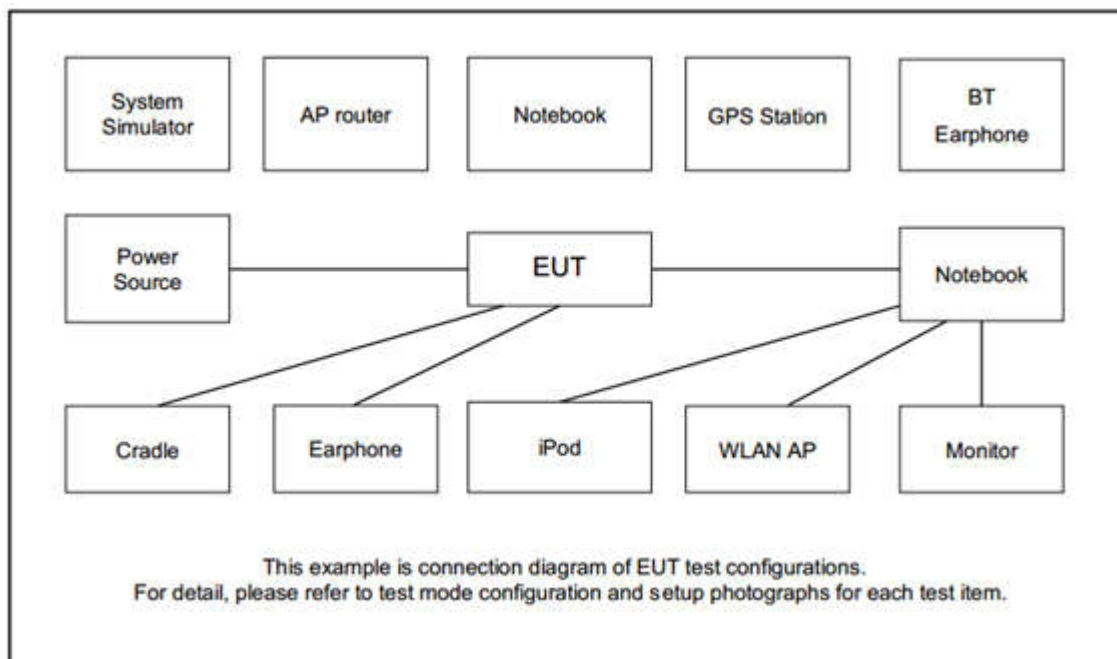 System
Simulator
AP router
Notebook
GPS Station
BT
Earphone
Power
Source
EUT
Notebook
Cradle
Earphone
iPod
WLAN AP
Monitor
This example is connection diagram of EUT test configurations.
For detail, please refer to test mode configuration and setup photographs for each test item.